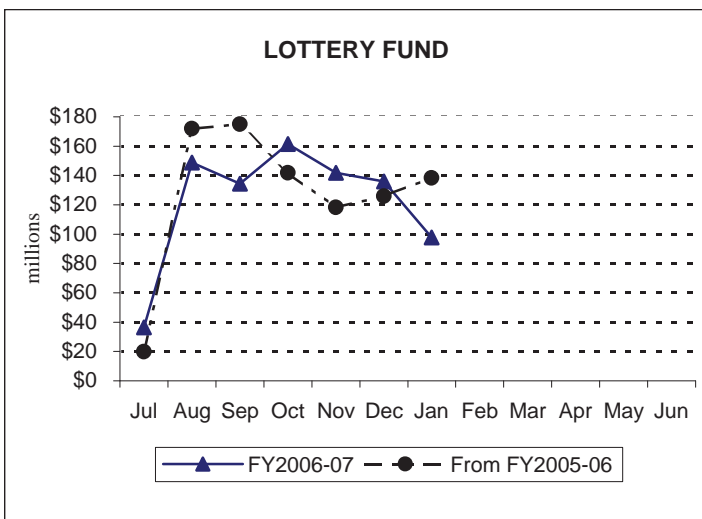 LOTTERY FUND
$180
$160
$140
$120
$100
$80
$60
$40
$20
$0
millions
Jul Aug Sep Oct Nov Dec Jan Feb Mar Apr May Jun
FY2006-07 From FY2005-06